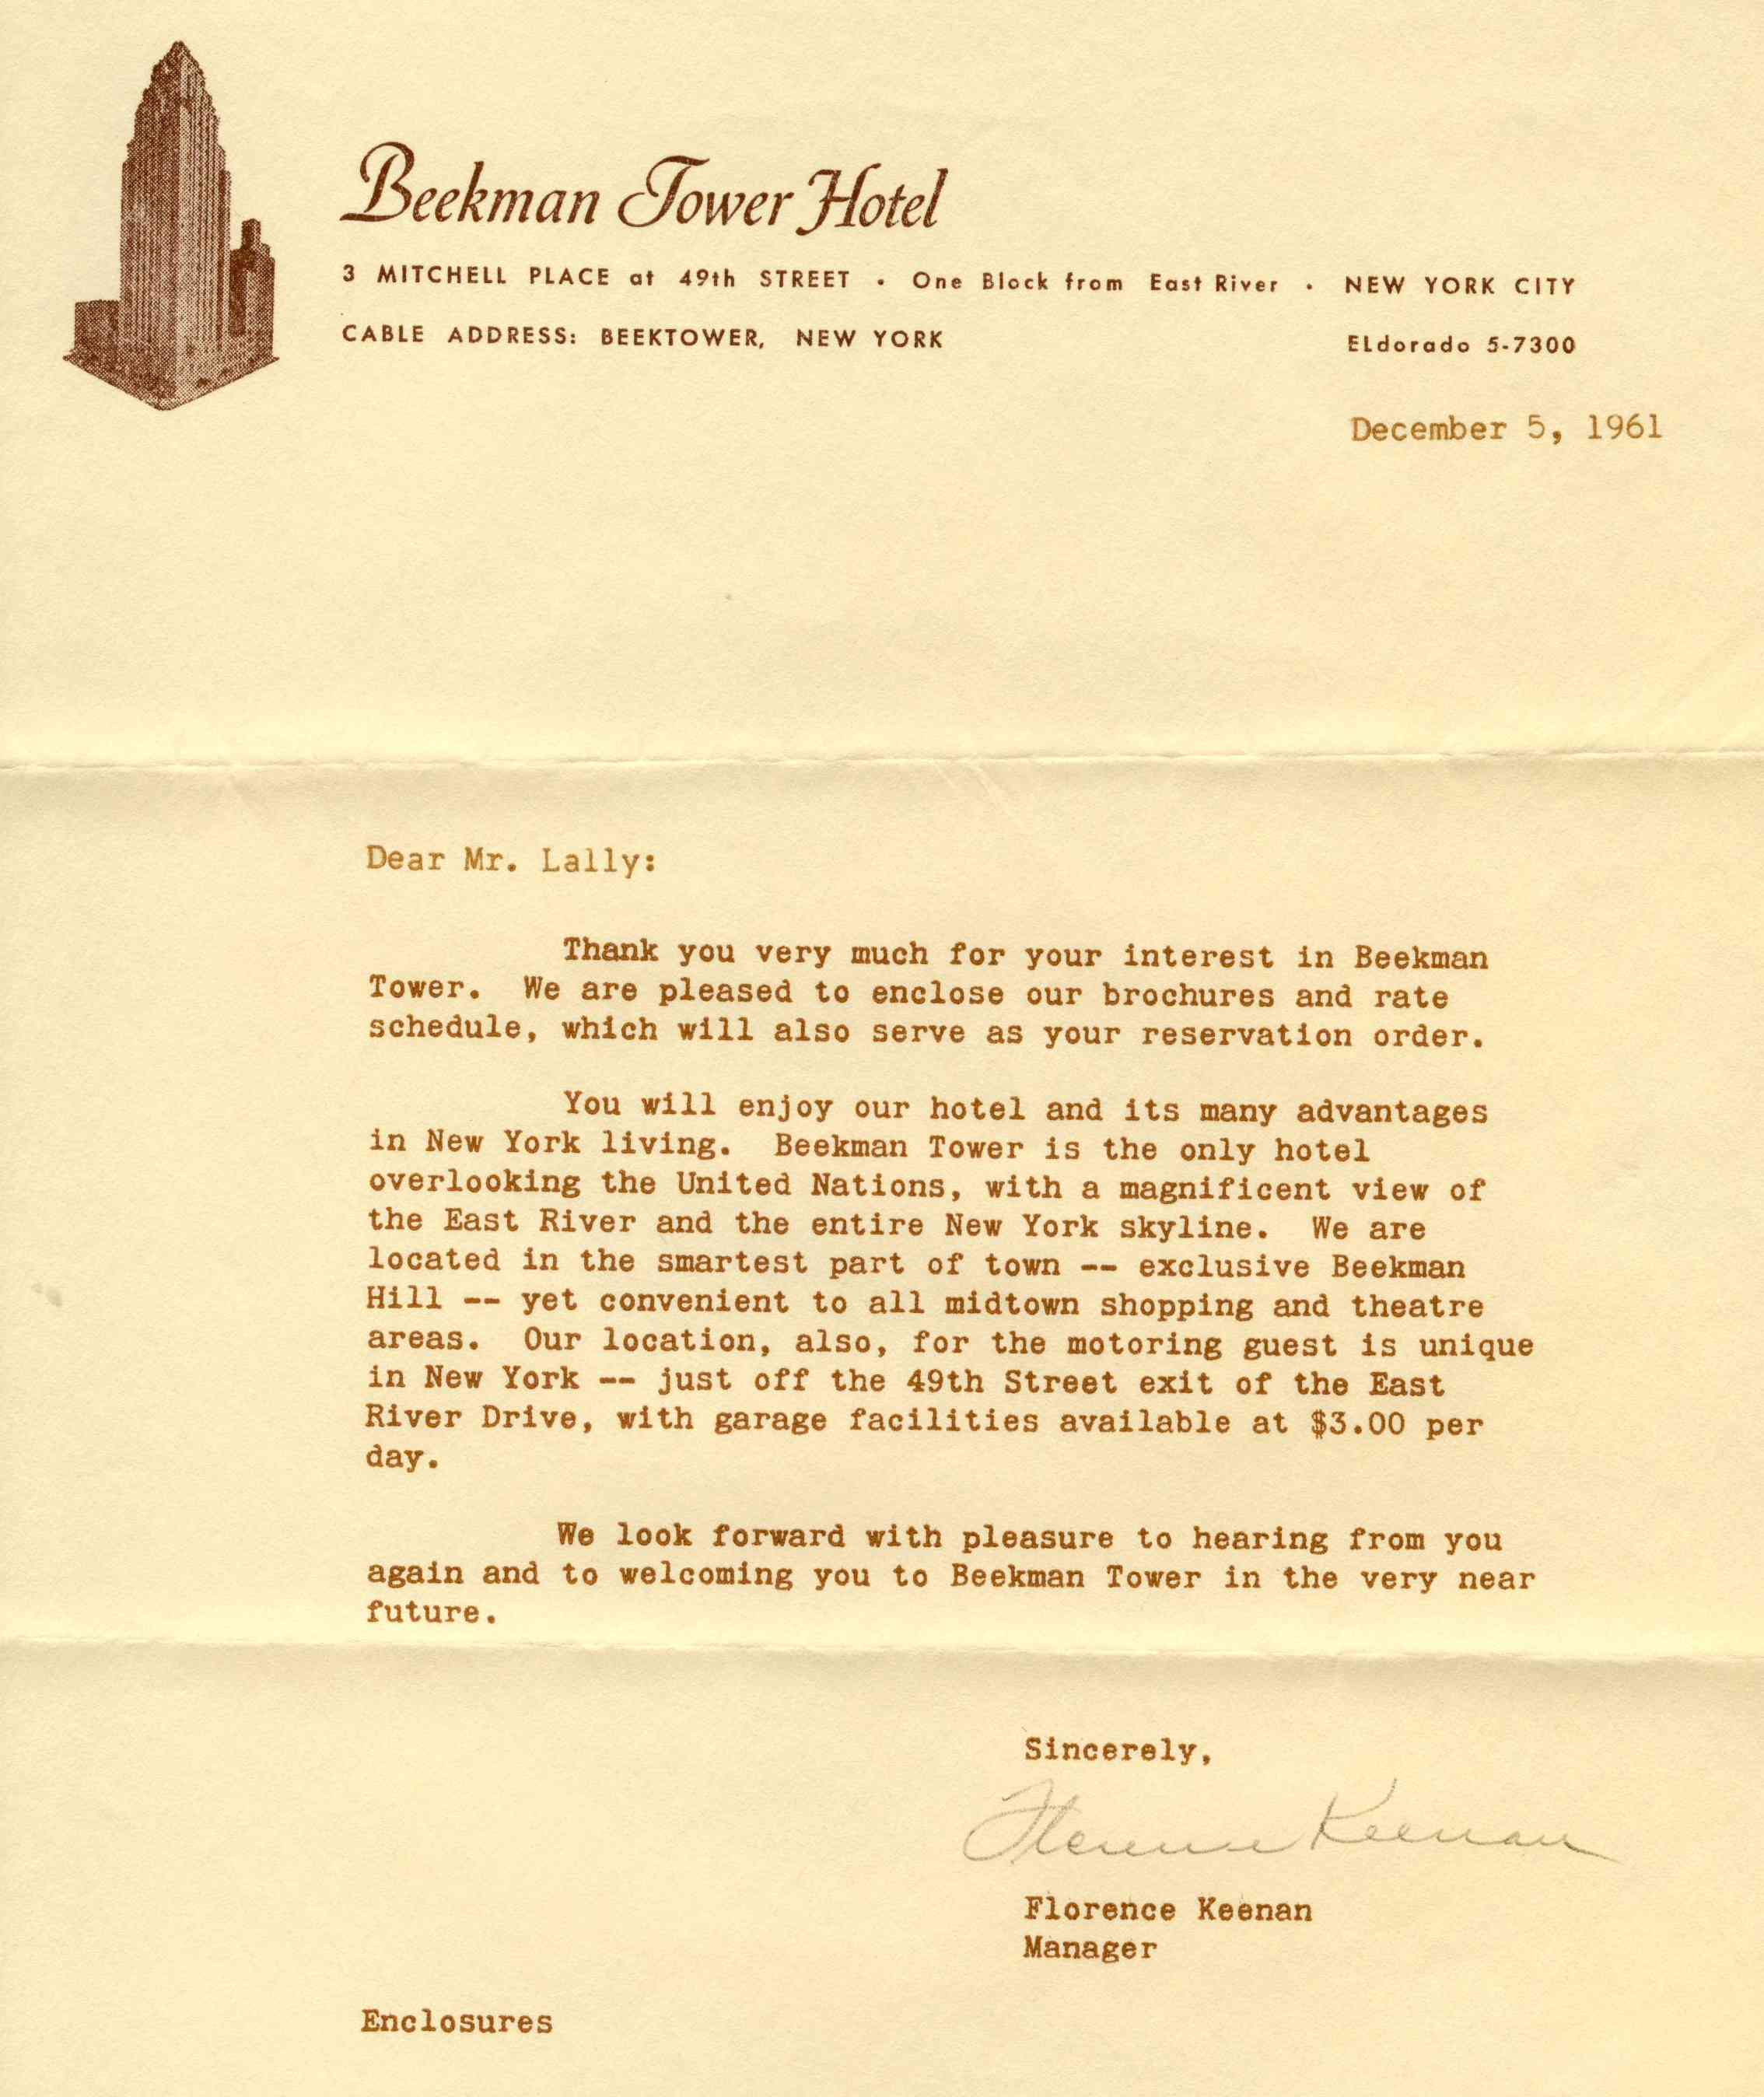 Beekman Tower Hotel
3 MITCHELL PLACE at 49th STREET • One Block from East River • NEW YORK CITY
CABLE ADDRESS: BEEKTOWER, NEW YORK ELdorado 5-7300
December 5, 1961
Dear Mr. Lally:
Thank you very much for your interest in Beekman
Tower. We are pleased to enclose our brochures and rate
schedule, which will also serve as your reservation order.
You will enjoy our hotel and its many advantages
in New York living. Beekman Tower is the only hotel
overlooking the United Nations, with a magnificent view of
the East River and the entire New York skyline. We are
located in the smartest part of town -- exclusive Beekman
Hill -- yet convenient to all midtown shopping and theatre
areas. Our location, also, for the motoring guest is unique
in New York -- just off the 49th Street exit of the East
River Drive, with garage facilities available at $3.00 per
day.
We look forward with pleasure to hearing from you
again and to welcoming you to Beekman Tower in the very near
future.
Sincerely,
Florence Keenan
Florence Keenan
Manager
Enclosures